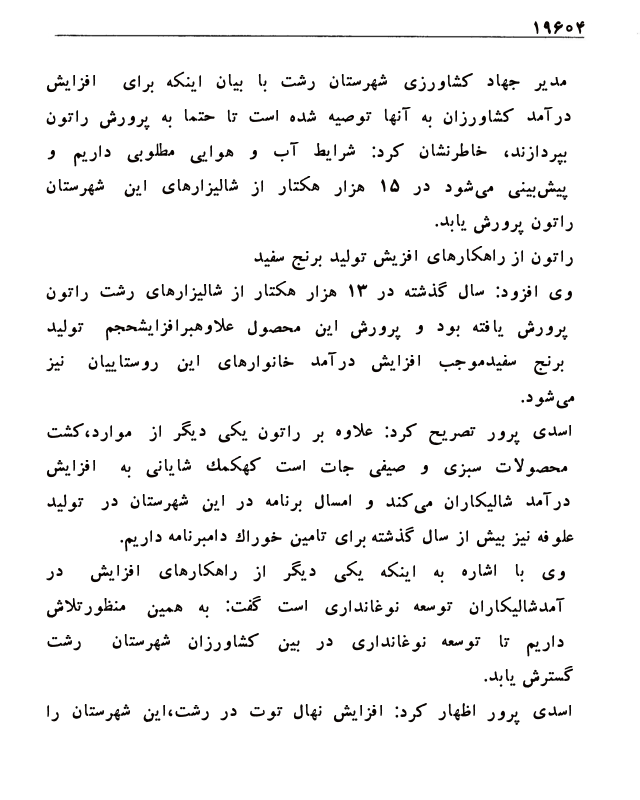 ۱۹۶۰۴
مدیر جهاد کشاورزی شهرستان رشت با بیان اینکه برای افزایش
درآمد کشاورزان به آنها توصیه شده است تا حتما به پرورش راتون
بپردازند، خاطرنشان کرد: شرایط آب و هوایی مطلوبی داریم و
پیش‌بینی می‌شود در ۱۵ هزار هکتار از شالیزارهای این شهرستان
راتون پرورش یابد.
راتون از راهکارهای افزیش تولید برنج سفید
وی افزود: سال گذشته در ۱۳ هزار هکتار از شالیزارهای رشت راتون
پرورش یافته بود و پرورش این محصول علاوهبرافزایشحجم تولید
برنج سفیدموجب افزایش درآمد خانوارهای این روستاییان نیز
می‌شود.
اسدی پرور تصریح کرد: علاوه بر راتون یکی دیگر از موارد،کشت
محصولات سبزی و صیفی جات است کهکمك شایانی به افزایش
درآمد شالیکاران می‌کند و امسال برنامه در این شهرستان در تولید
علوفه نیز بیش از سال گذشته برای تامین خوراك دامبرنامه داریم.
وی با اشاره به اینکه یکی دیگر از راهکارهای افزایش در
آمدشالیکاران توسعه نوغانداری است گفت: به همین منظورتلاش
داریم تا توسعه نوغانداری در بین کشاورزان شهرستان رشت
گسترش یابد.
اسدی پرور اظهار کرد: افزایش نهال توت در رشت،این شهرستان را